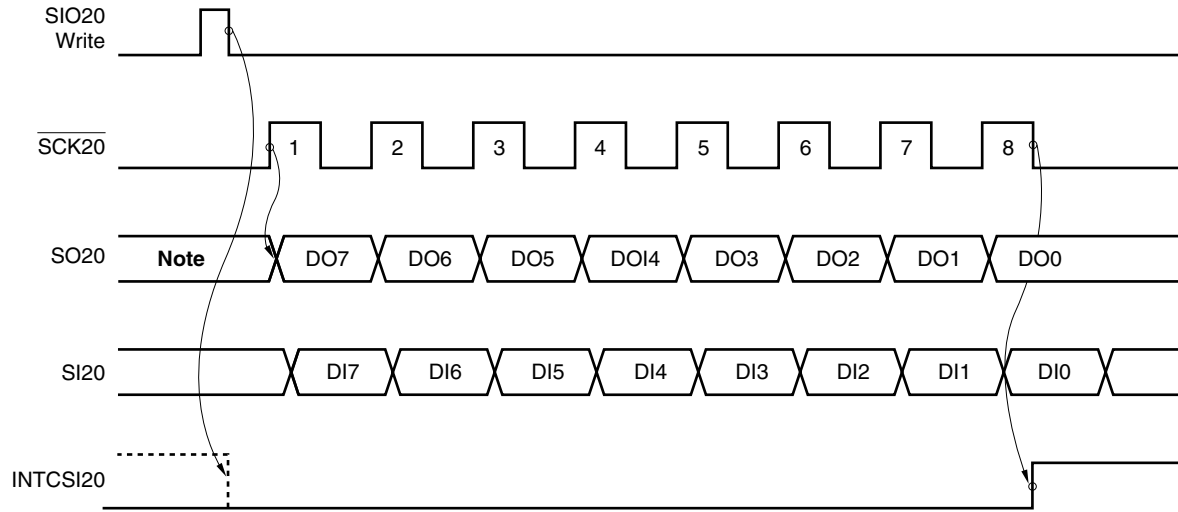 SIO20
Write
SCK20
1 2 3 4 5 6 7 8
SO20 Note DO7 DO6 DO5 DOI4 DO3 DO2 DO1 DO0
SI20 DI7 DI6 DI5 DI4 DI3 DI2 DI1 DI0
INTCSI20